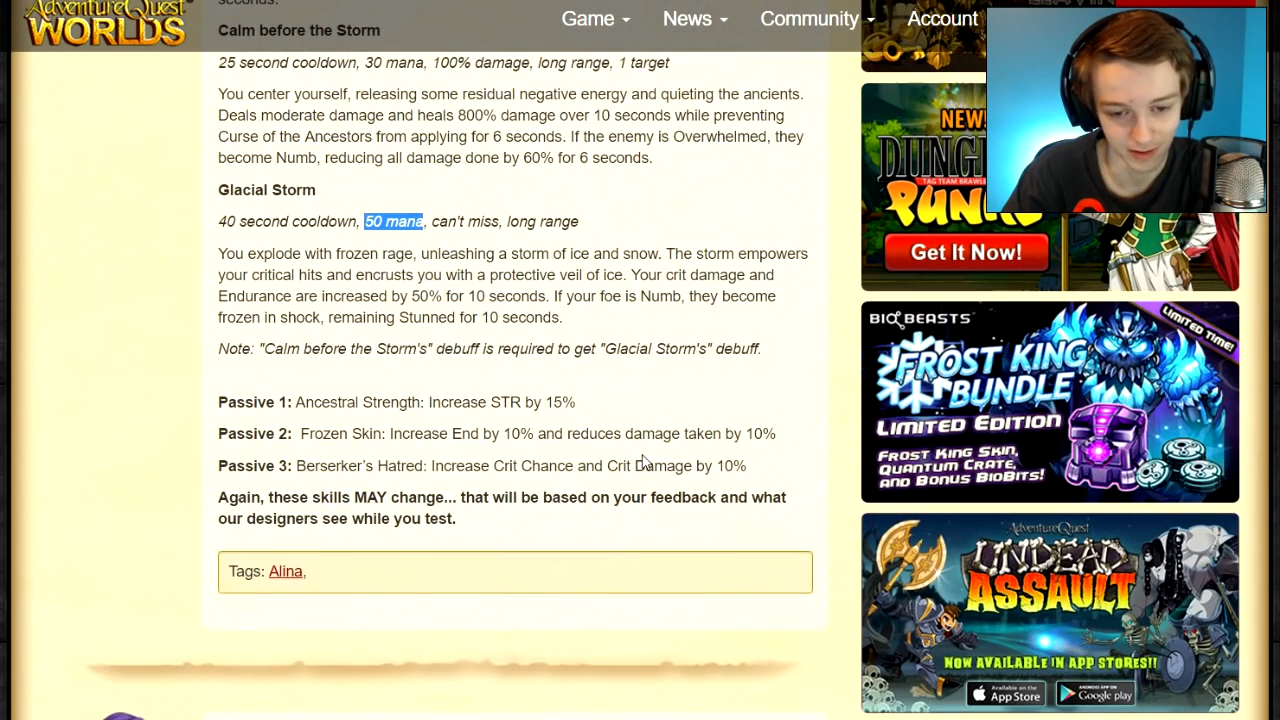 AdventureQuest
WORLDS
Game
News
Community
Account
seconds.
Calm before the Storm
25 second cooldown, 30 mana, 100% damage, long range, 1 target
You center yourself, releasing some residual negative energy and quieting the ancients.
Deals moderate damage and heals 800% damage over 10 seconds while preventing
Curse of the Ancestors from applying for 6 seconds. If the enemy is Overwhelmed, they
become Numb, reducing all damage done by 60% for 6 seconds.
Glacial Storm
40 second cooldown, 50 mana, can't miss, long range
You explode with frozen rage, unleashing a storm of ice and snow. The storm empowers
your critical hits and encrusts you with a protective veil of ice. Your crit damage and
Endurance are increased by 50% for 10 seconds. If your foe is Numb, they become
frozen in shock, remaining Stunned for 10 seconds.
Note: "Calm before the Storm's" debuff is required to get "Glacial Storm's" debuff.
Passive 1: Ancestral Strength: Increase STR by 15%
Passive 2: Frozen Skin: Increase End by 10% and reduces damage taken by 10%
Passive 3: Berserker's Hatred: Increase Crit Chance and Crit Damage by 10%
Again, these skills MAY change... that will be based on your feedback and what
our designers see while you test.
Tags: Alina,
NEW!
TAG TEAM BRAWLE
PUNK
Get It Now!
BIOBEASTS
LIMITED TIME!
FROST KING
BUNDLE
LIMITED EDITION
FROST KING SKIN,
QUANTUM CRATE,
AND BONUS BIOBITS!
AdventureQuest
UNDEAD
ASSAULT
NOW AVAILABLE IN APP STORES!!
Available on the
App Store
ANDROID APP ON
Google play